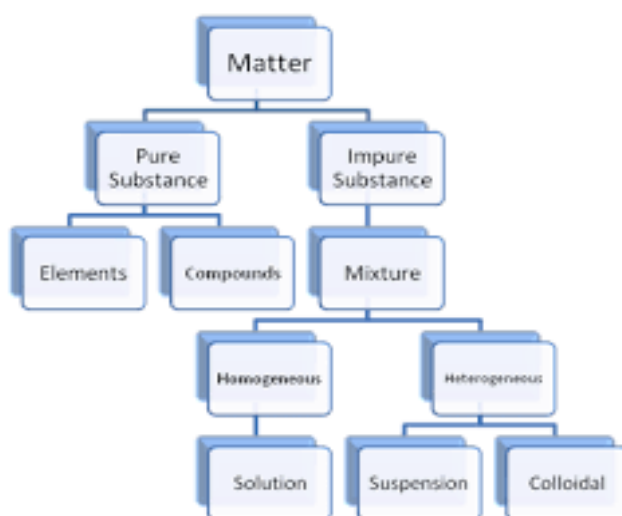 Matter
Pure
Substance
Impure
Substance
Elements
Compounds
Mixture
Homogeneous
Heterogeneous
Solution
Suspension
Colloidal